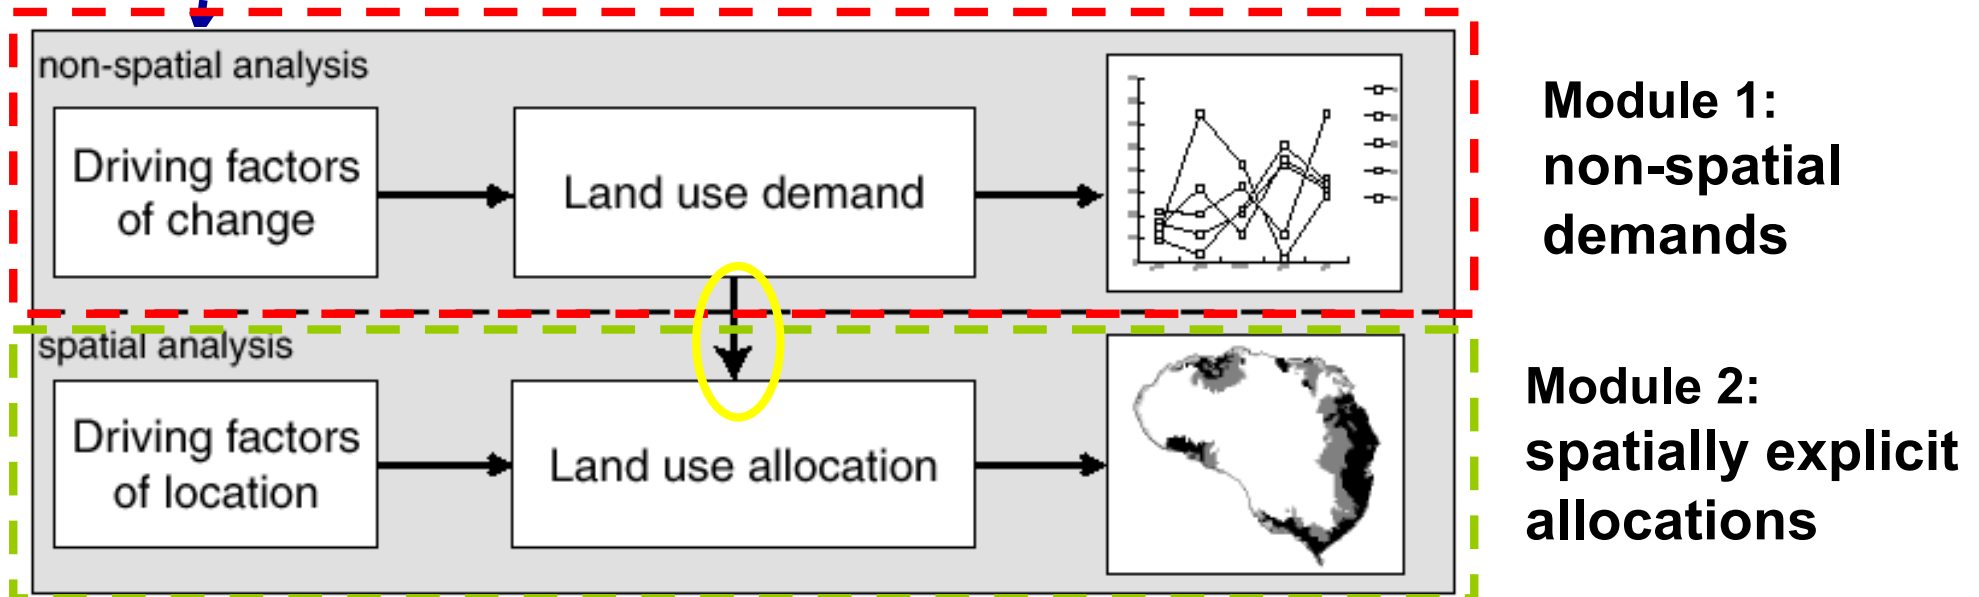 non-spatial analysis
Driving factors
of change
Land use demand
Module 1:
non-spatial
demands
spatial analysis
Driving factors
of location
Land use allocation
Module 2:
spatially explicit
allocations